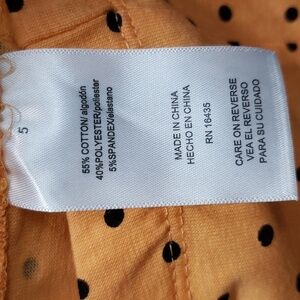 5
55% COTTON/ algodón
40%POLYESTER/poliester
5%SPANDEX/elastano
MADE IN CHINA
HECHO EN CHINA
RN 16435
CARE ON REVERSE
VEA EL REVERSO
PARA SU CUIDADO